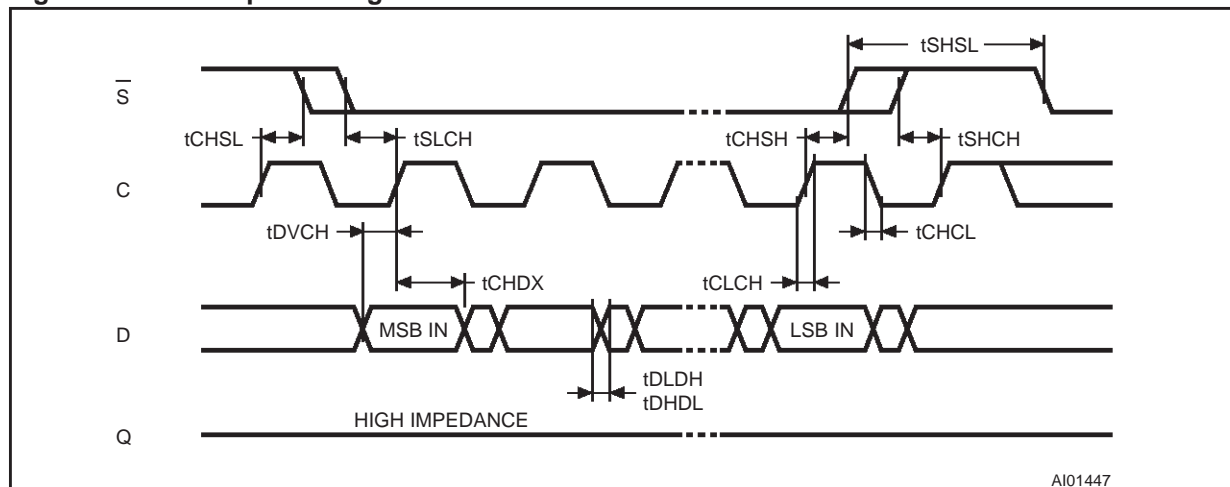 tSHSL
S
tCHSL
tSLCH
tCHSH
tSHCH
C
tDVCH
tCHCL
tCHDX
tCLCH
D
MSB IN
LSB IN
tDLDH
tDHDL
HIGH IMPEDANCE
Q
AI01447